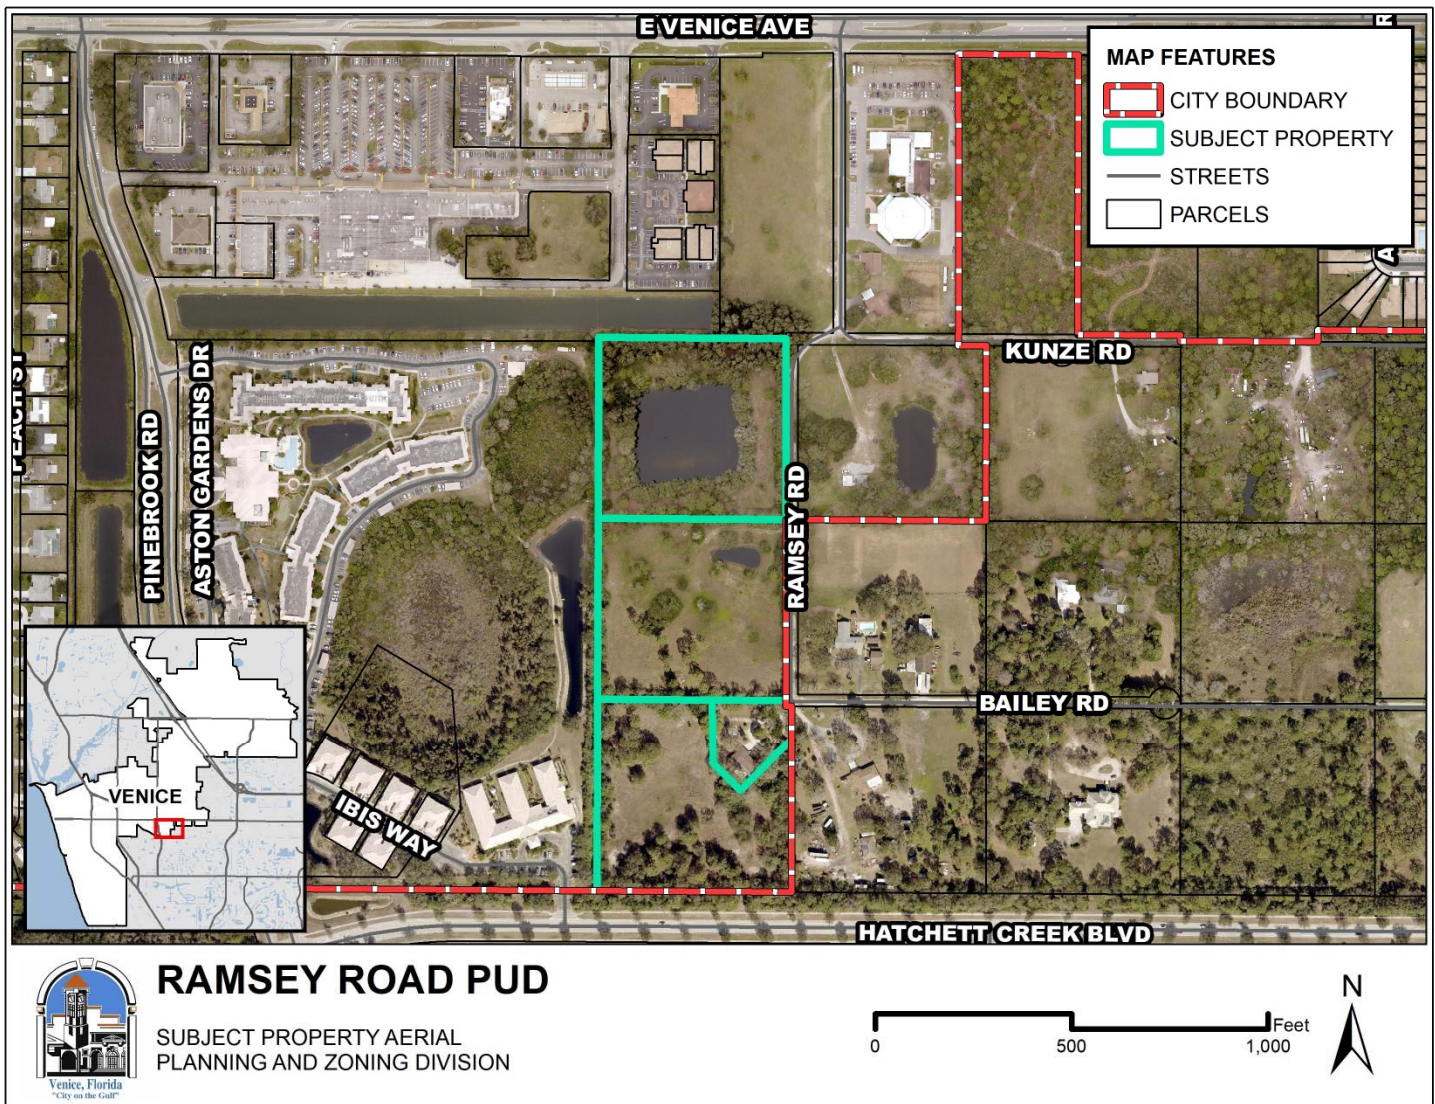 E VENICE AVE
R
MAP FEATURES
CITY BOUNDARY
SUBJECT PROPERTY
STREETS
PARCELS
A
KUNZE RD
PEACH ST
PINEBROOK RD
ASTON GARDENS DR
RAMSEY RD
BAILEY RD
VENICE
IBIS WAY
HATCHETT CREEK BLVD
RAMSEY ROAD PUD
SUBJECT PROPERTY AERIAL
PLANNING AND ZONING DIVISION
Venice, Florida
"City on the Gulf"
0 500 1,000
Feet
N